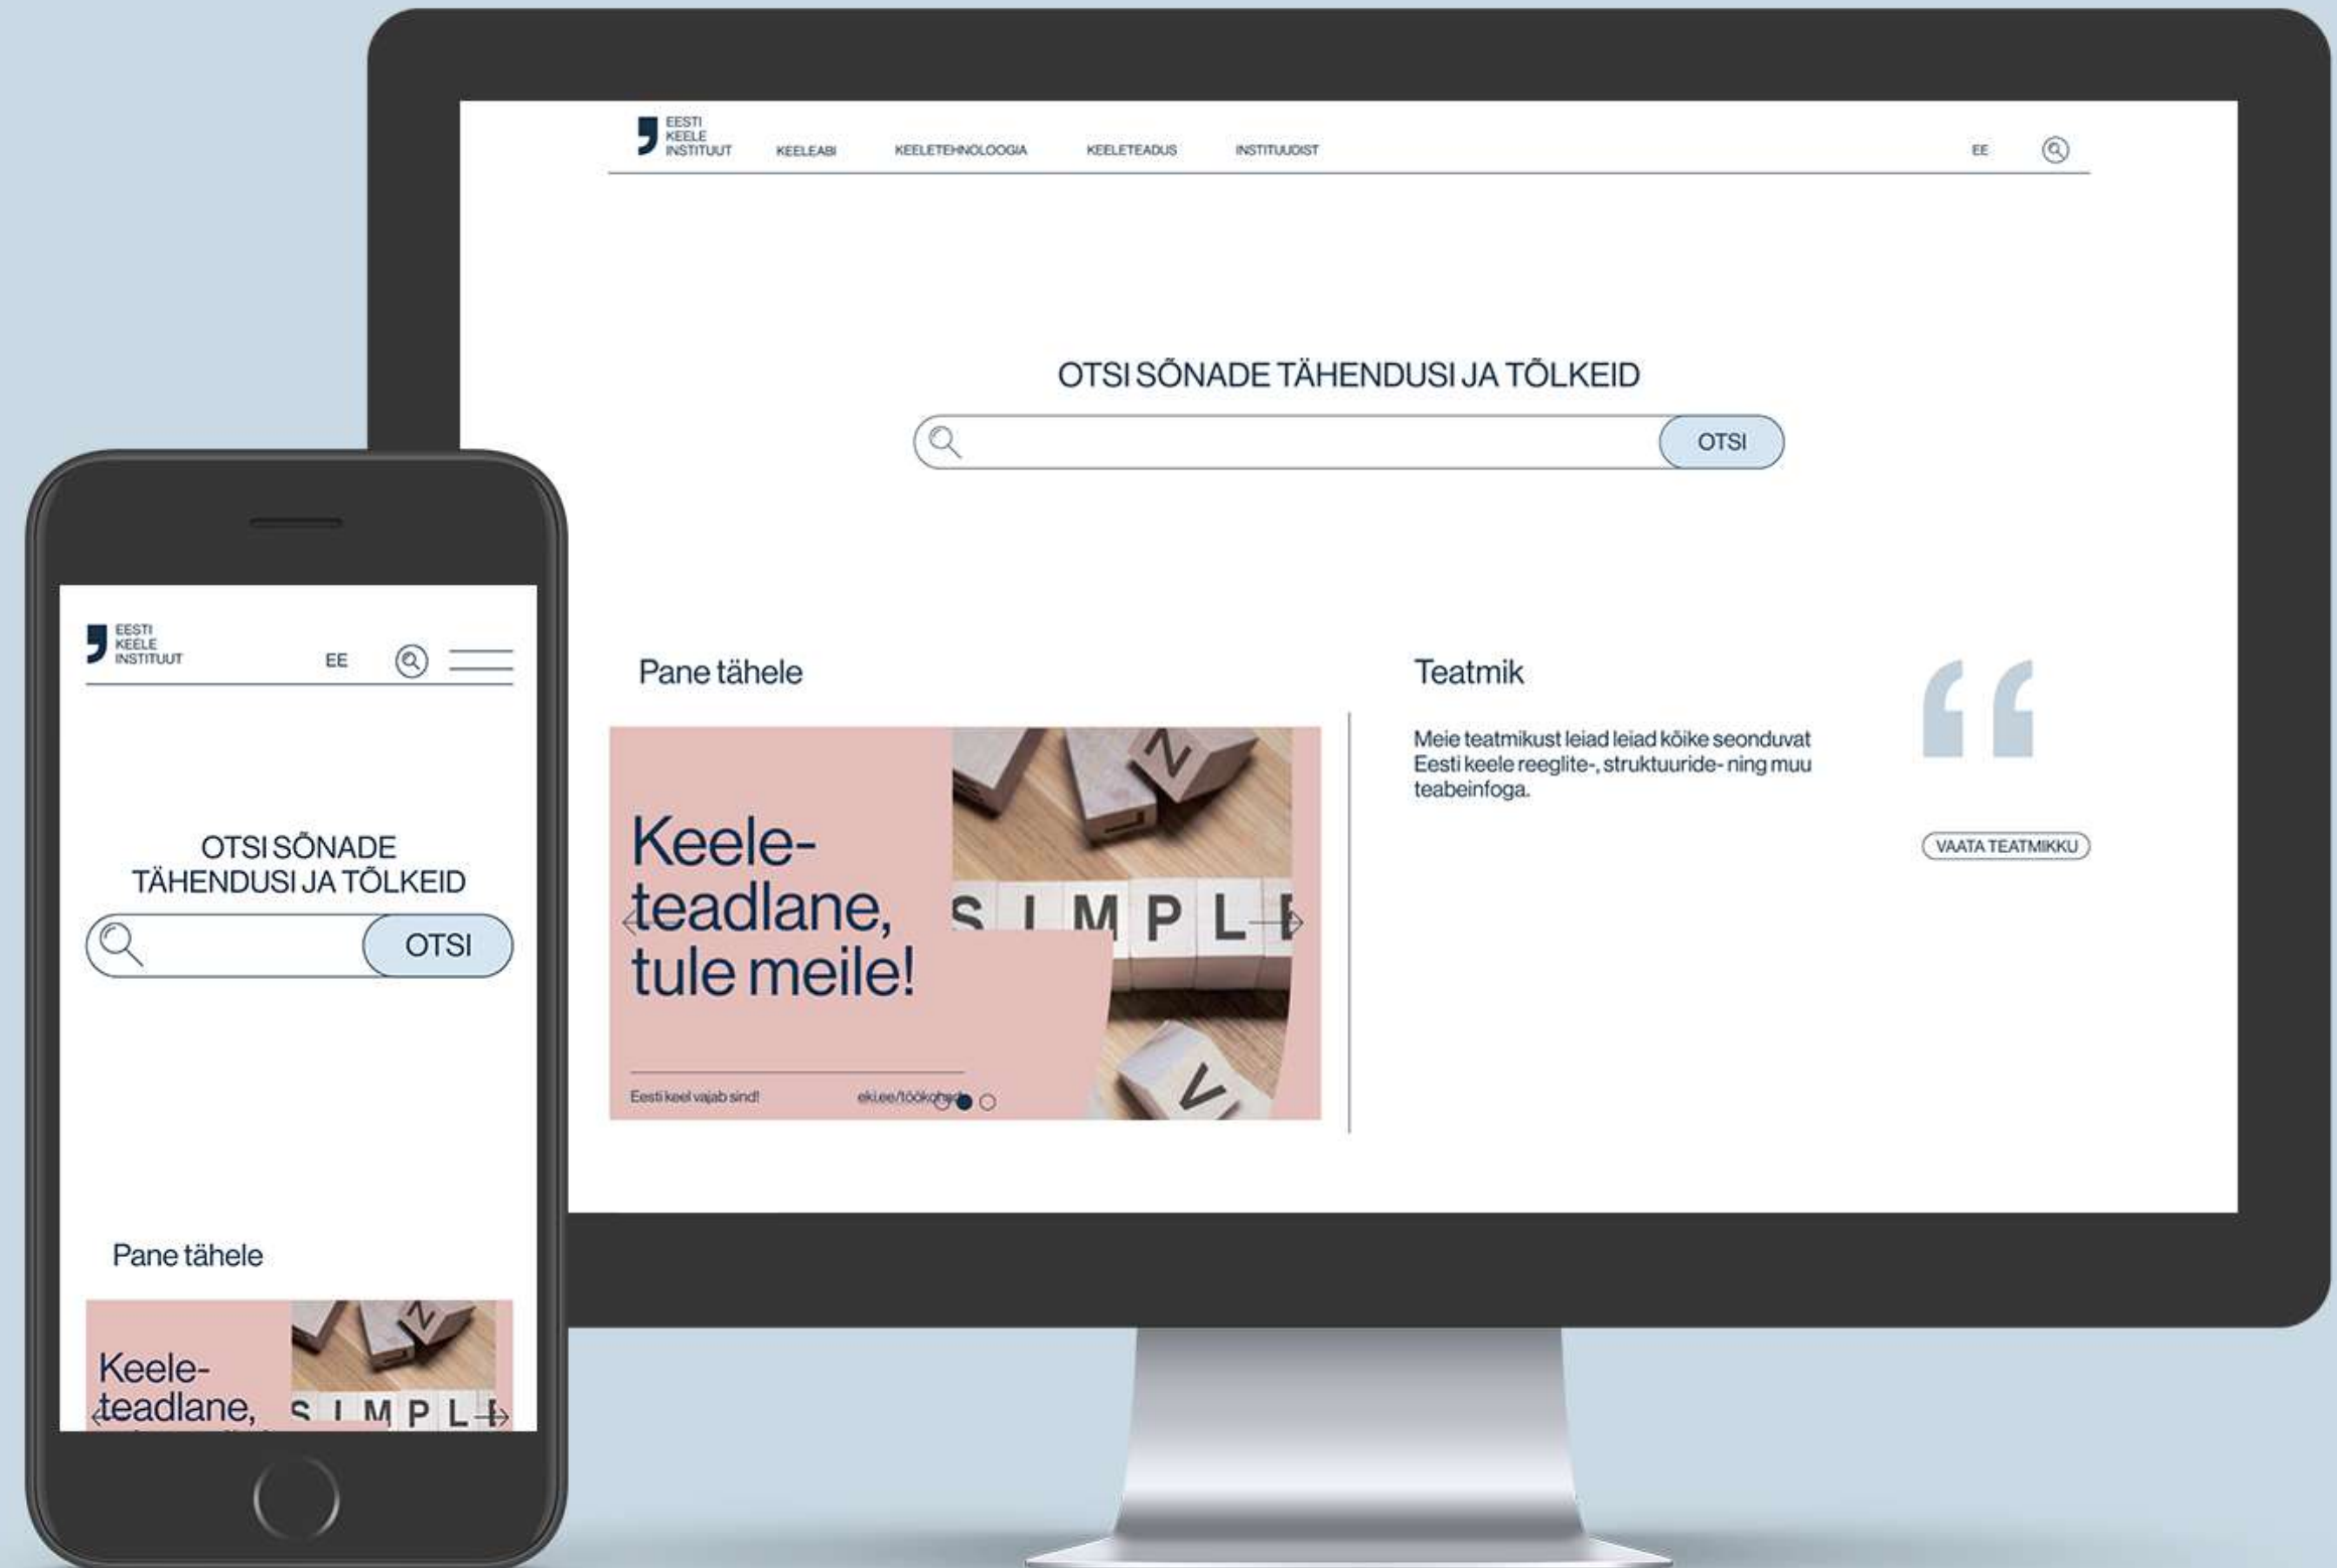 EESTI
KEELE
INSTITUUT
KEELEABI
KEELETEHNOLOOGIA
KEELETEADUS
INSTITUUDIST
EE
OTSI SÕNADE TÄHENDUSI JA TÕLKEID
OTSI
Pane tähele
Keele-
teadlane,
tule meile!
Eesti keel vajab sind!
N
SIMPLE
V
Teatmik
Meie teatmikust leiad leiad kõike seonduvat
Eesti keele reeglite-, struktuuride- ning muu
teabeinfoga.
VAATA TEATMIKKU
EESTI
KEELE
INSTITUUT
EE
OTSI SÕNADE
TÄHENDUSI JA TÕLKEID
OTSI
Pane tähele
Keele-
teadlane,
N
SIMPLE